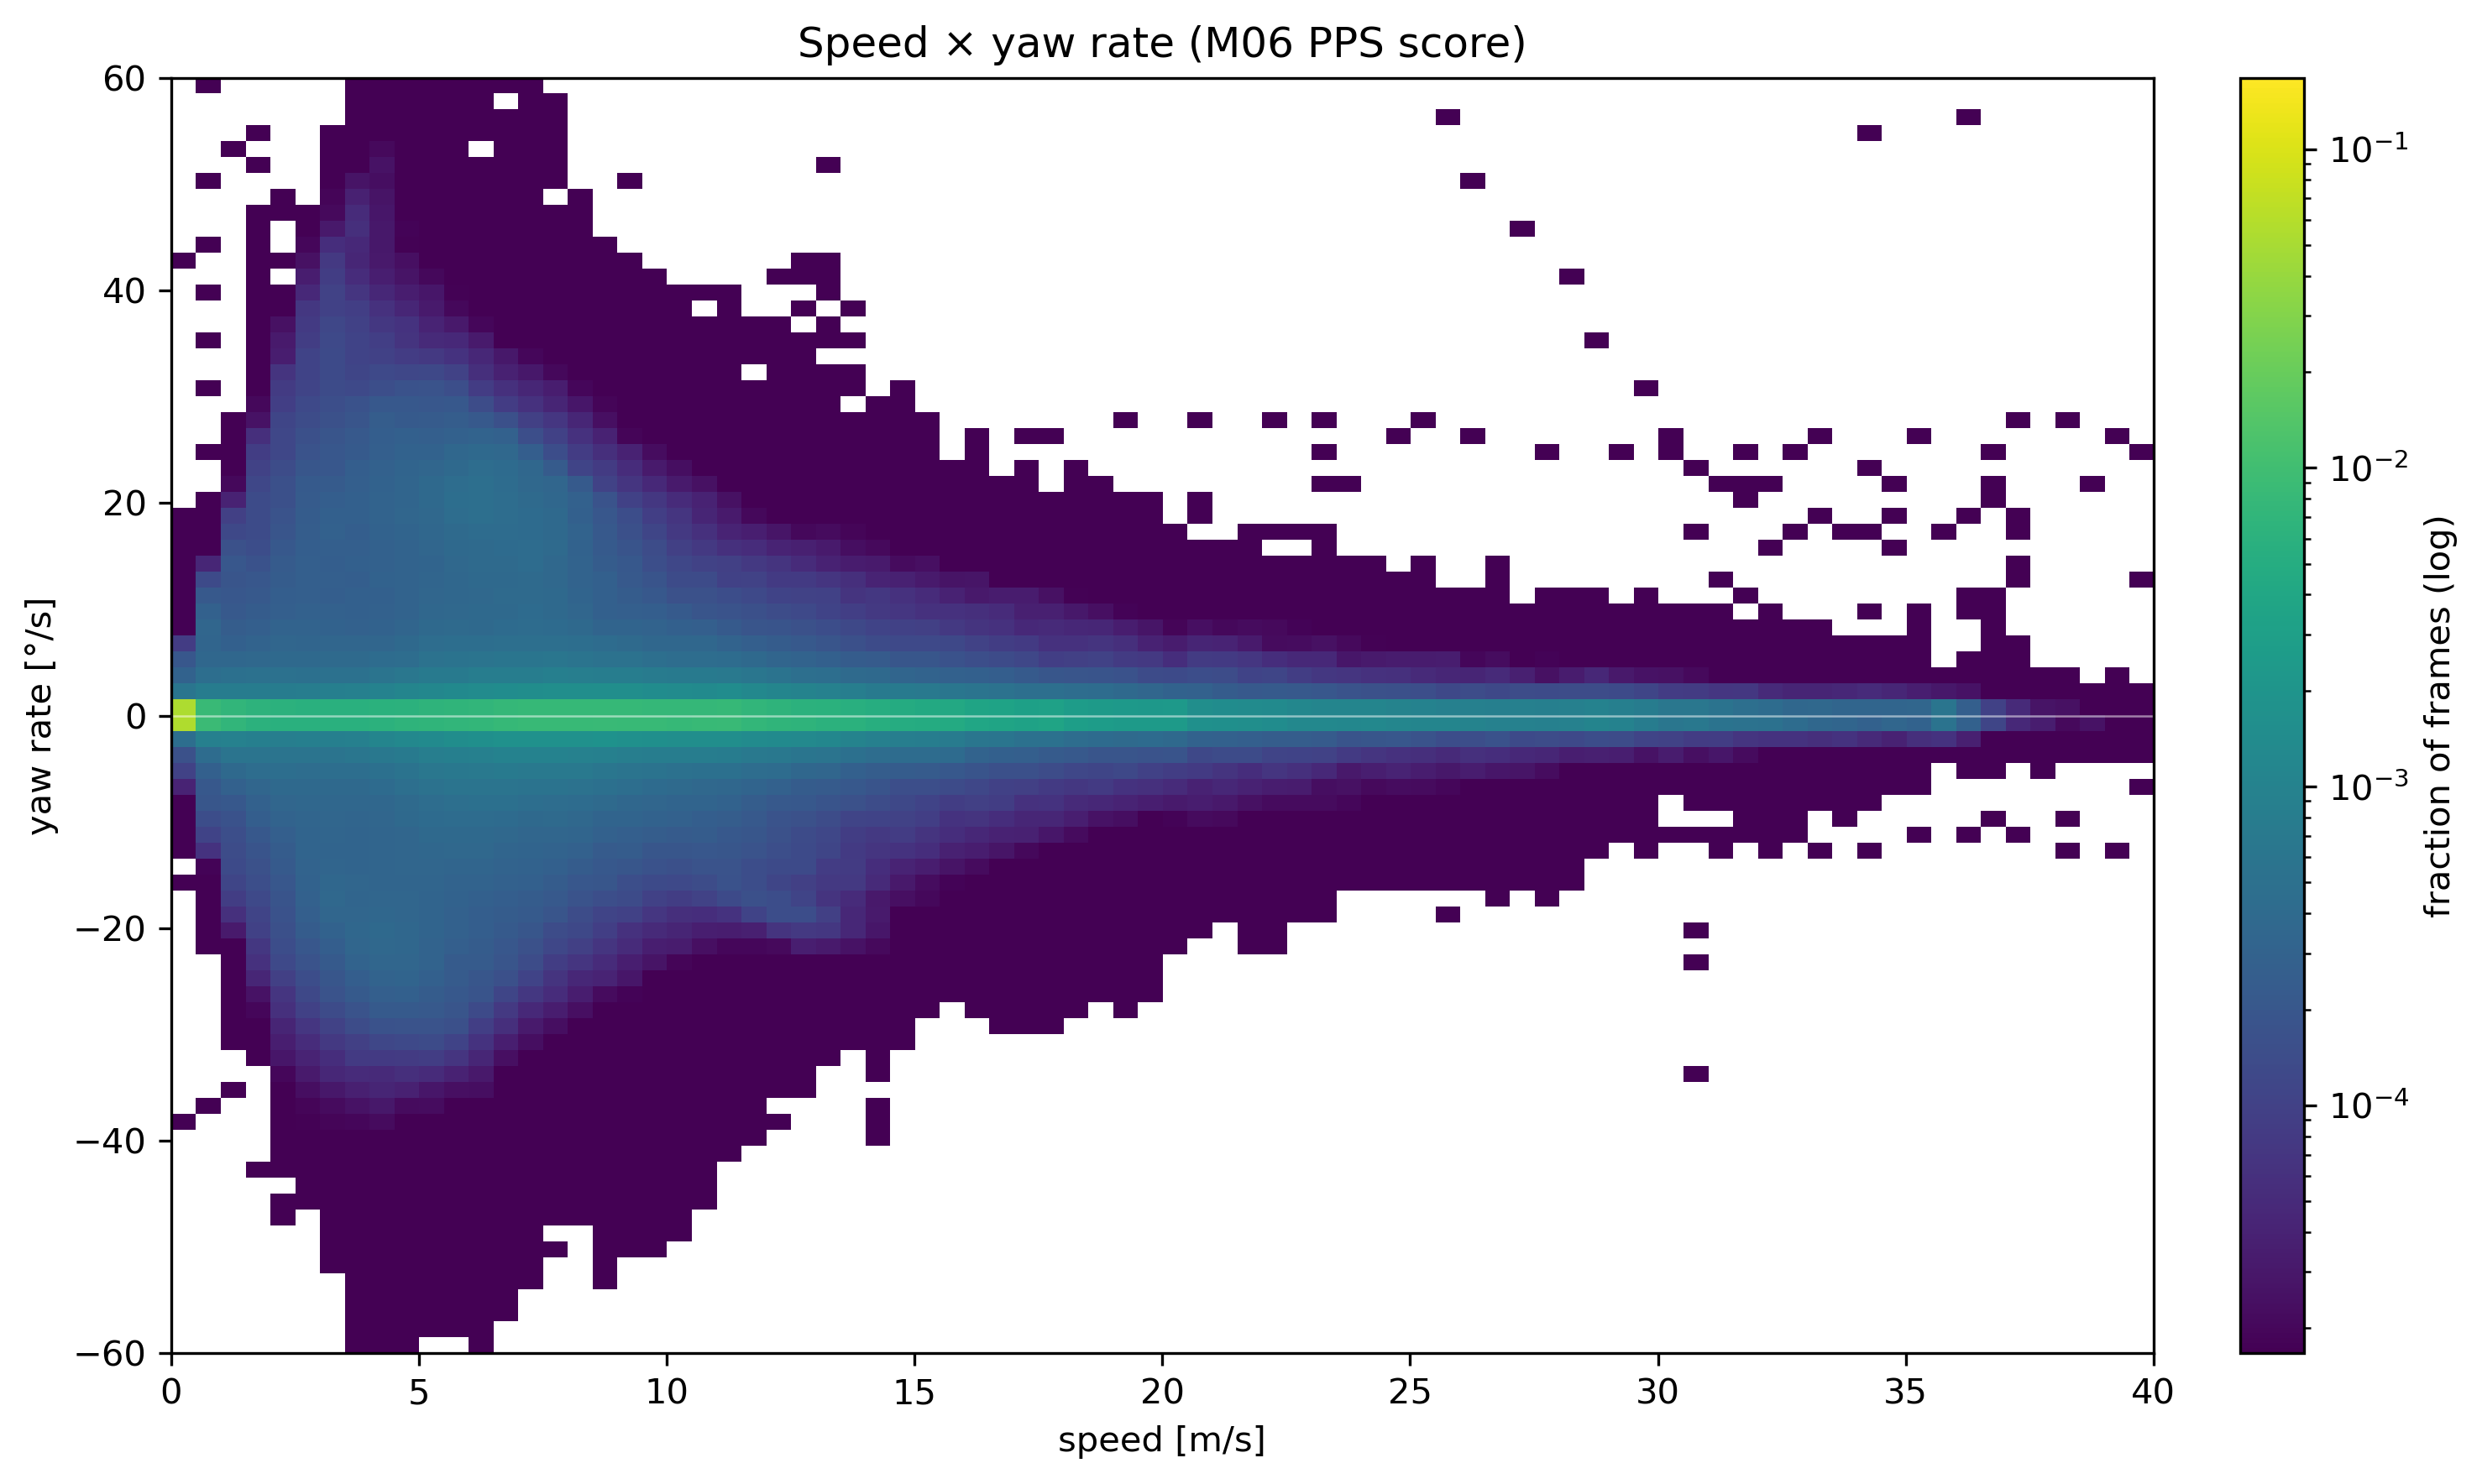 Speed × yaw rate (M06 PPS score)
60
40
20
0
−20
−40
−60
yaw rate [°/s]
0 5 10 15 20 25 30 35 40
speed [m/s]
10⁻¹
10⁻²
10⁻³
10⁻⁴
fraction of frames (log)